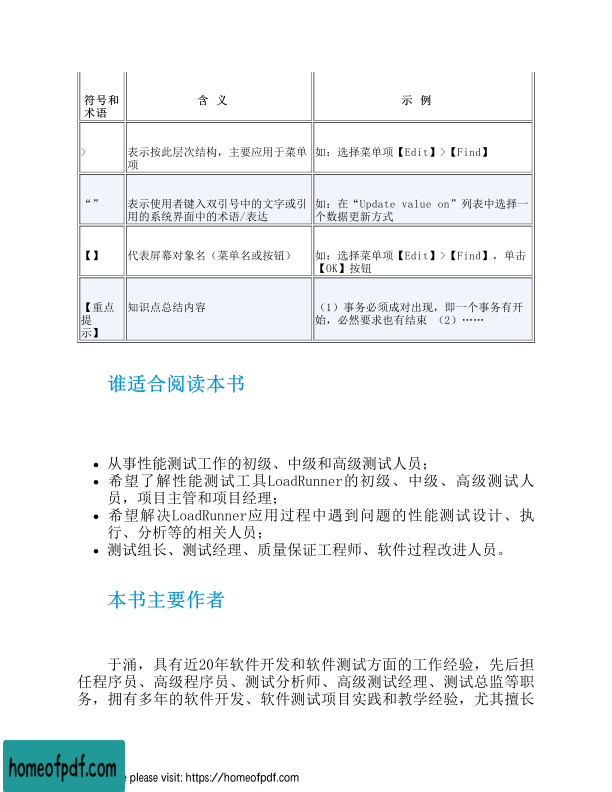 符号和术语 含 义 示 例
> 表示按此层次结构，主要应用于菜单项 如：选择菜单项【Edit】>【Find】
“” 表示使用者键入双引号中的文字或引用的系统界面中的术语/表达 如：在“Update value on”列表中选择一个数据更新方式
【】 代表屏幕对象名（菜单名或按钮） 如：选择菜单项【Edit】>【Find】，单击【OK】按钮
【重点提示】 知识点总结内容 （1）事务必须成对出现，即一个事务有开始，必然要求也有结束 （2）……
谁适合阅读本书
• 从事性能测试工作的初级、中级和高级测试人员；
• 希望了解性能测试工具LoadRunner的初级、中级、高级测试人
员，项目主管和项目经理；
• 希望解决LoadRunner应用过程中遇到问题的性能测试设计、执
行、分析等的相关人员；
• 测试组长、测试经理、质量保证工程师、软件过程改进人员。
本书主要作者
于涌，具有近20年软件开发和软件测试方面的工作经验，先后担
任程序员、高级程序员、测试分析师、高级测试经理、测试总监等职
务，拥有多年的软件开发、软件测试项目实践和教学经验，尤其擅长
homeofpdf.com
please visit: https://homeofpdf.com